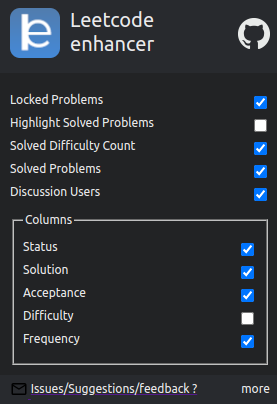 Leetcode
enhancer
Locked Problems
Highlight Solved Problems
Solved Difficulty Count
Solved Problems
Discussion Users
Columns
Status
Solution
Acceptance
Difficulty
Frequency
Issues/Suggestions/feedback ? more